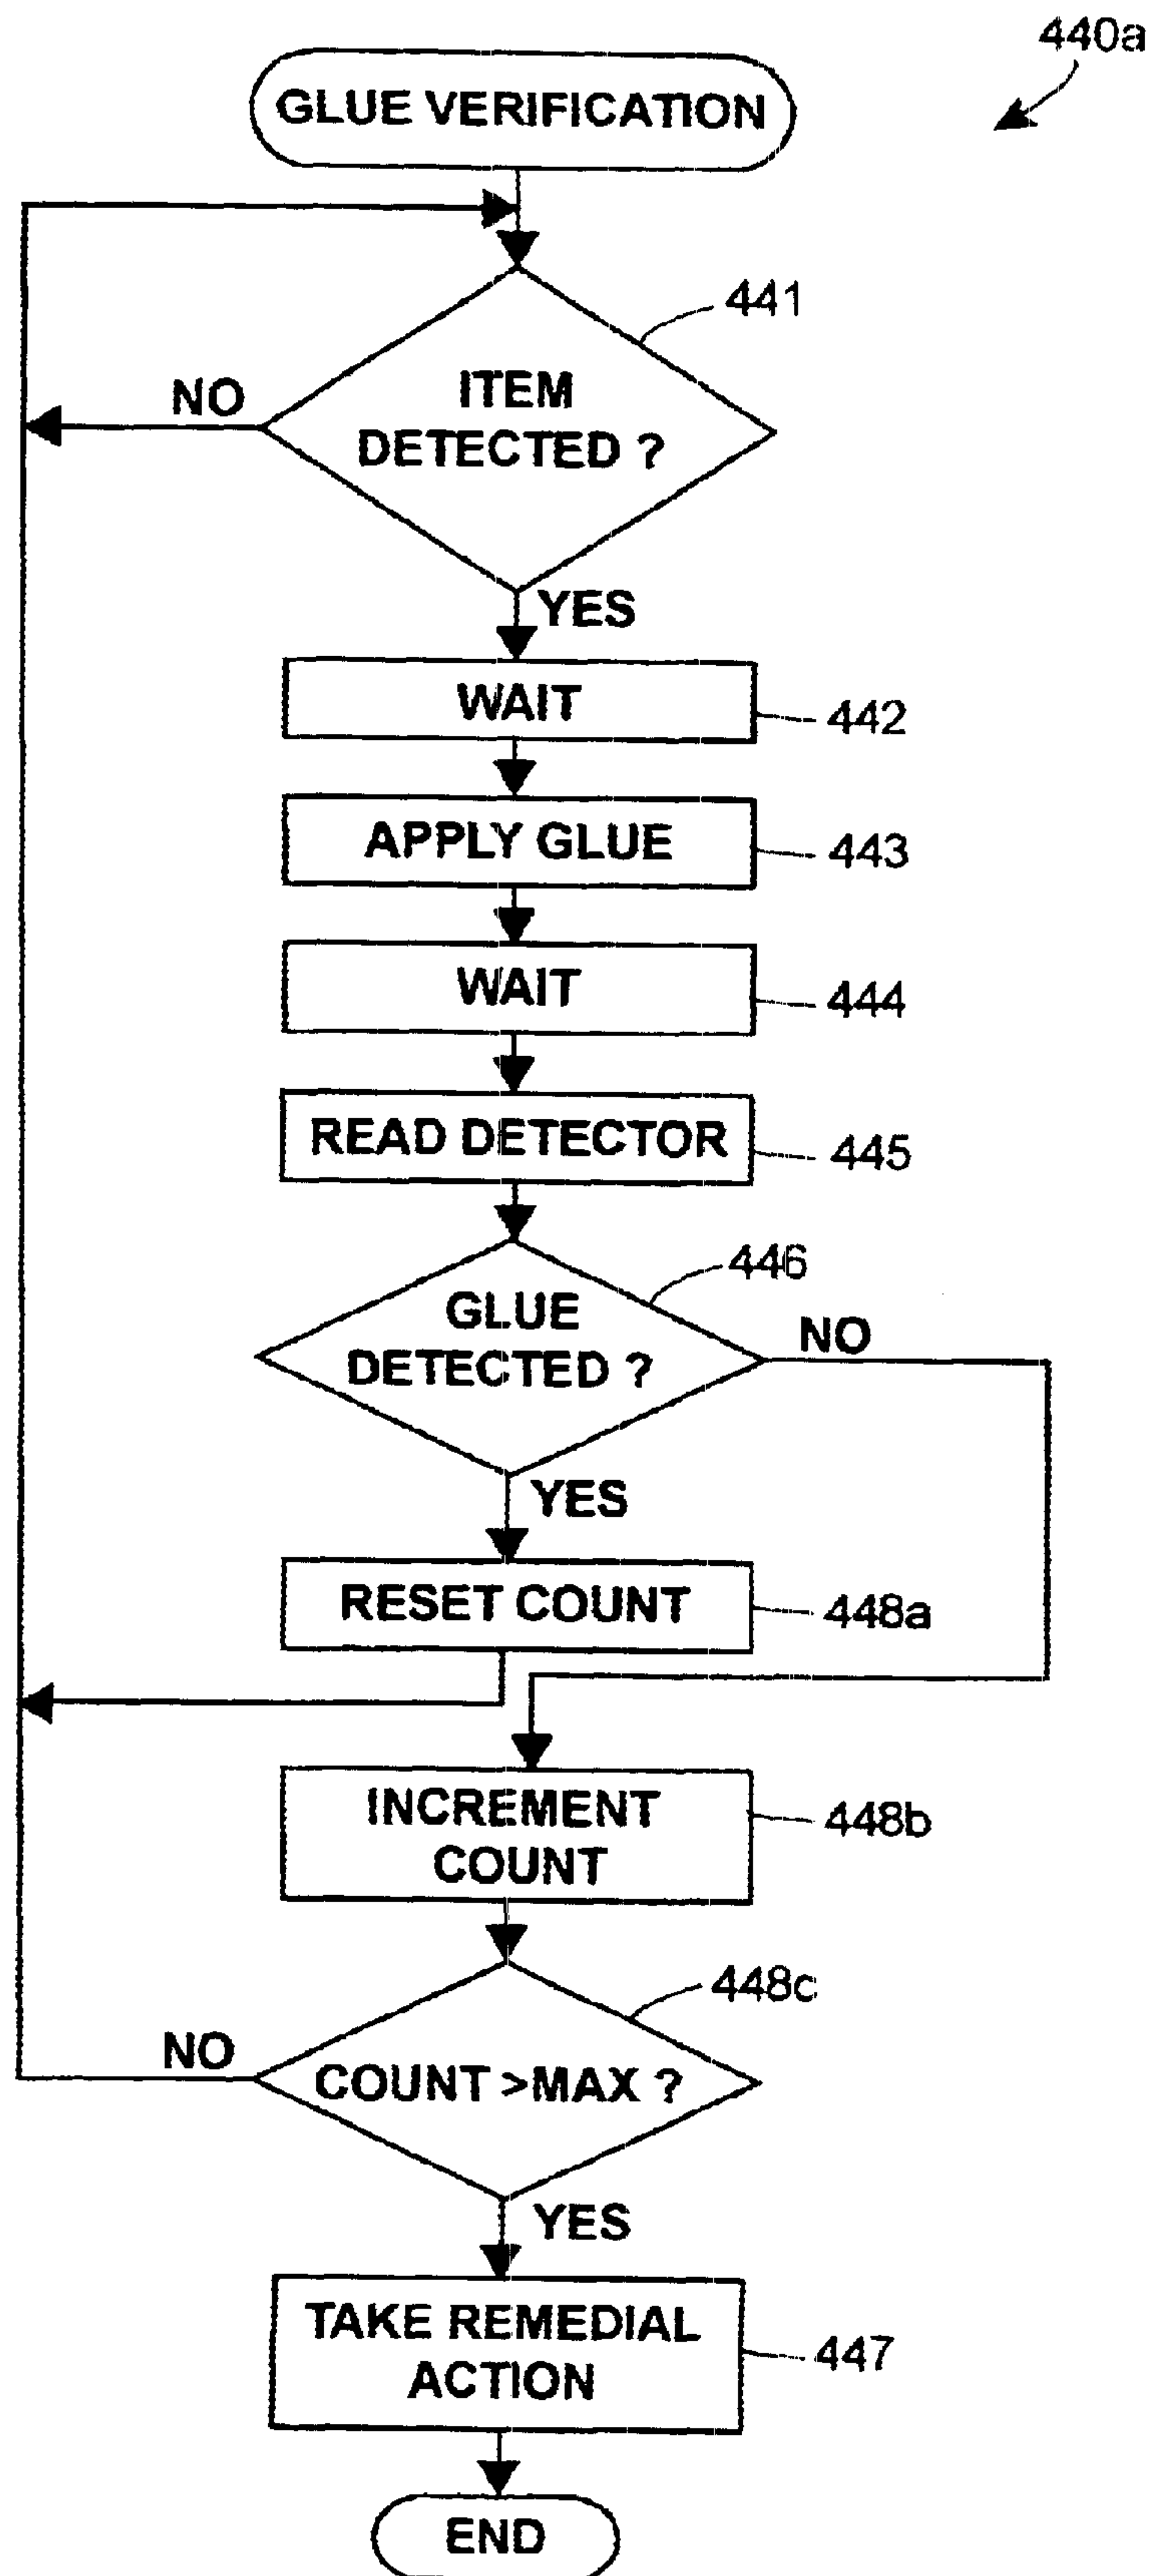 440a
GLUE VERIFICATION
441
ITEM
DETECTED ?
NO
YES
WAIT
442
APPLY GLUE
443
WAIT
444
READ DETECTOR
445
446
GLUE
DETECTED ?
NO
YES
RESET COUNT
448a
INCREMENT
COUNT
448b
448c
COUNT >MAX ?
NO
YES
TAKE REMEDIAL
ACTION
447
END